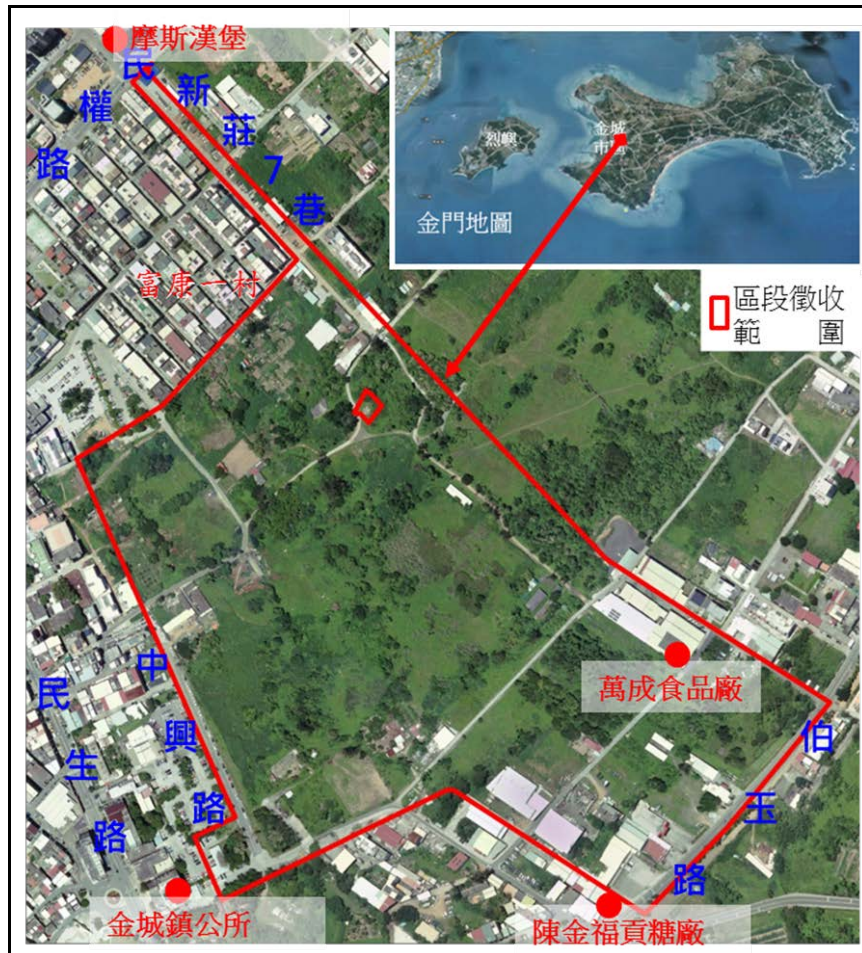 摩斯漢堡
民權路
新莊7巷
烈嶼
金城
市區
金門地圖
區段徵收
範圍
富康一村
萬成食品廠
伯玉路
中興路
民生路
金城鎮公所
陳金福貢糖廠